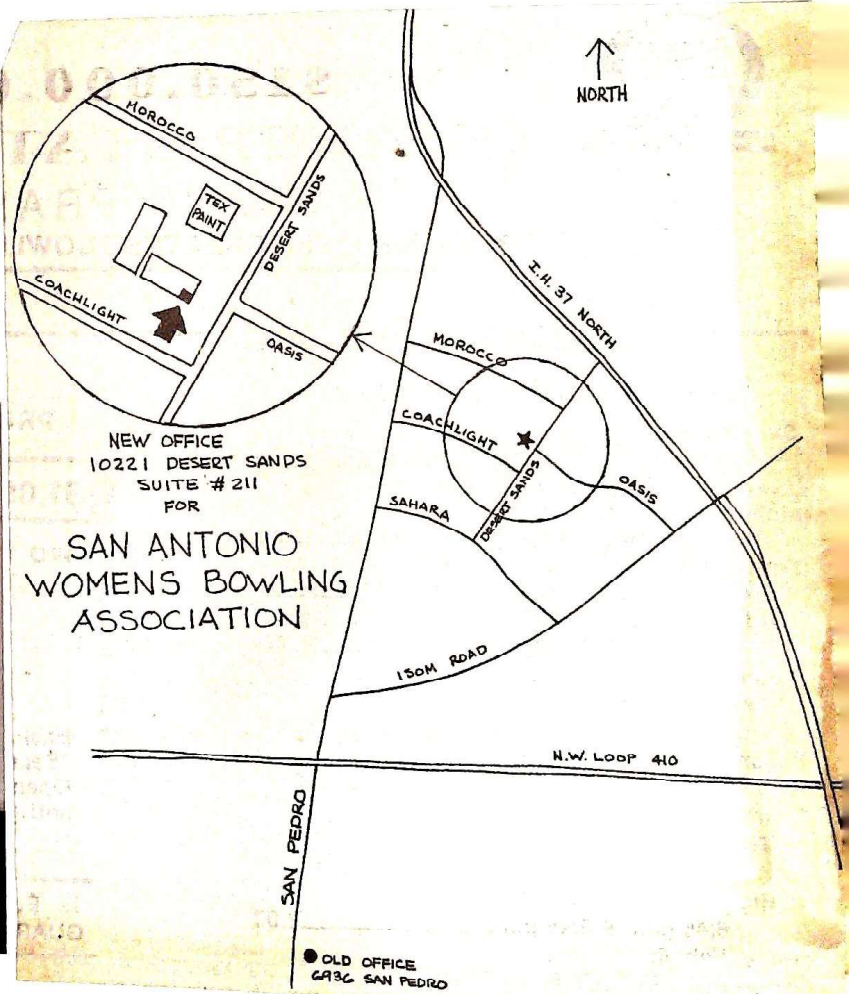 NORTH
MOROCCO
TEX
PAINT
DESERT SANDS
COACHLIGHT
OASIS
I.H. 37 NORTH
MOROCCO
COACHLIGHT
DESERT SANDS
OASIS
SAHARA
NEW OFFICE
10221 DESERT SANDS
SUITE #211
FOR
SAN ANTONIO
WOMENS BOWLING
ASSOCIATION
ISOM ROAD
N.W. LOOP 410
SAN PEDRO
OLD OFFICE
6936 SAN PEDRO